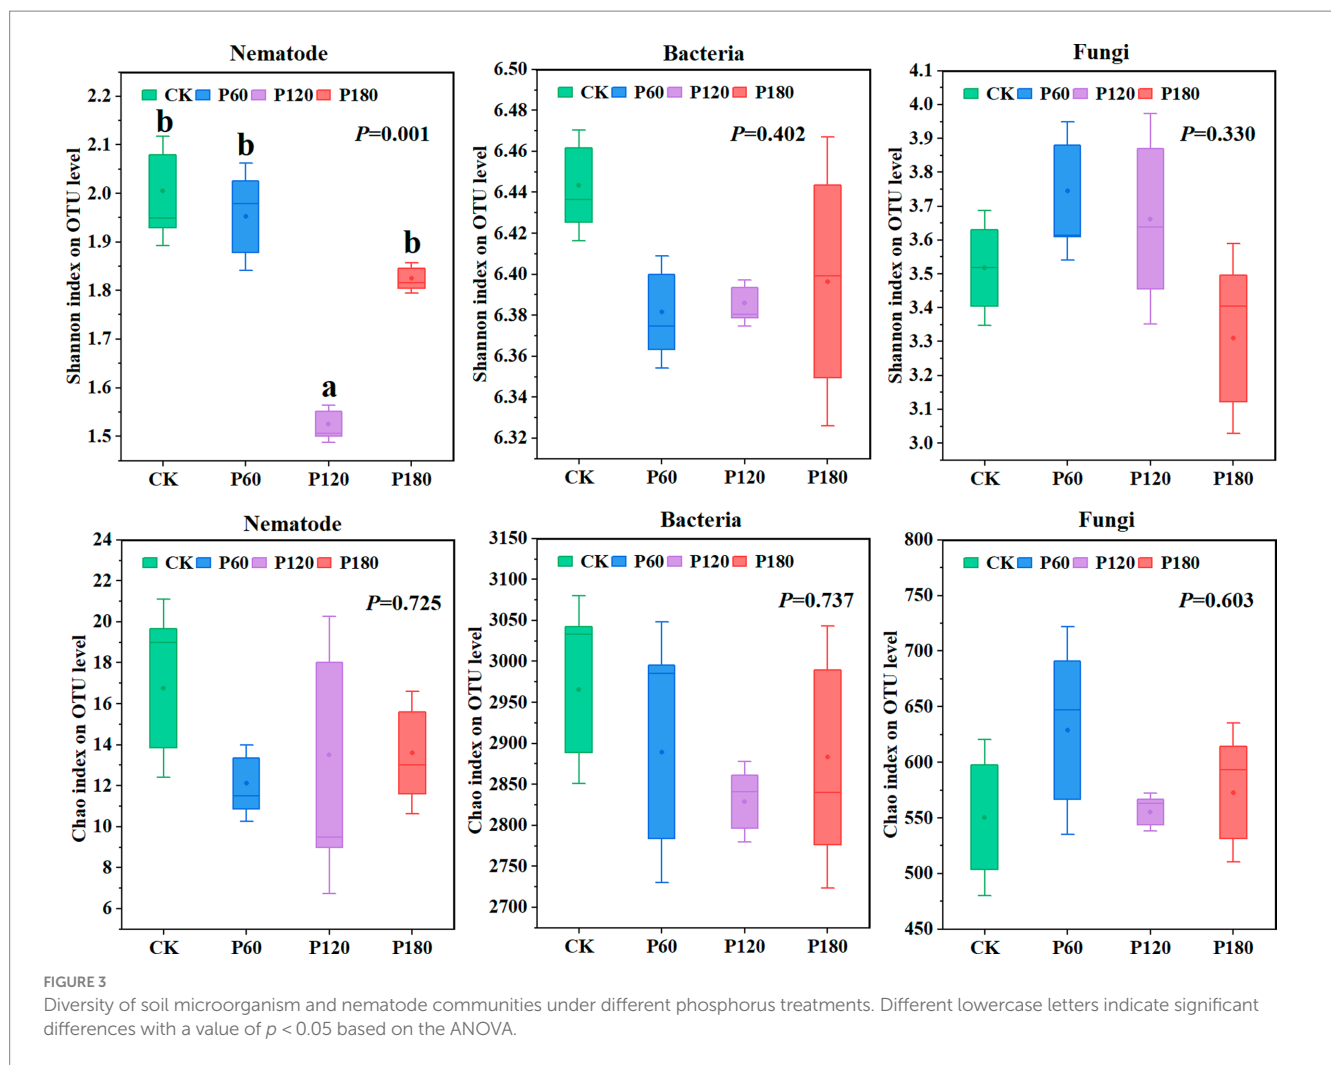 Nematode
CK P60 P120 P180
P=0.001
Shannon index on OTU level
2.2
2.1
2.0
1.9
1.8
1.7
1.6
1.5
b
b
a
b
CK P60 P120 P180
Bacteria
CK P60 P120 P180
P=0.402
Shannon index on OTU level
6.50
6.48
6.46
6.44
6.42
6.40
6.38
6.36
6.34
6.32
CK P60 P120 P180
Fungi
CK P60 P120 P180
P=0.330
Shannon index on OTU level
4.1
4.0
3.9
3.8
3.7
3.6
3.5
3.4
3.3
3.2
3.1
3.0
CK P60 P120 P180
Nematode
CK P60 P120 P180
P=0.725
Chao index on OTU level
24
22
20
18
16
14
12
10
8
6
CK P60 P120 P180
Bacteria
CK P60 P120 P180
P=0.737
Chao index on OTU level
3150
3100
3050
3000
2950
2900
2850
2800
2750
2700
CK P60 P120 P180
Fungi
CK P60 P120 P180
P=0.603
Chao index on OTU level
800
750
700
650
600
550
500
450
CK P60 P120 P180
FIGURE 3
Diversity of soil microorganism and nematode communities under different phosphorus treatments. Different lowercase letters indicate significant
differences with a value of p < 0.05 based on the ANOVA.